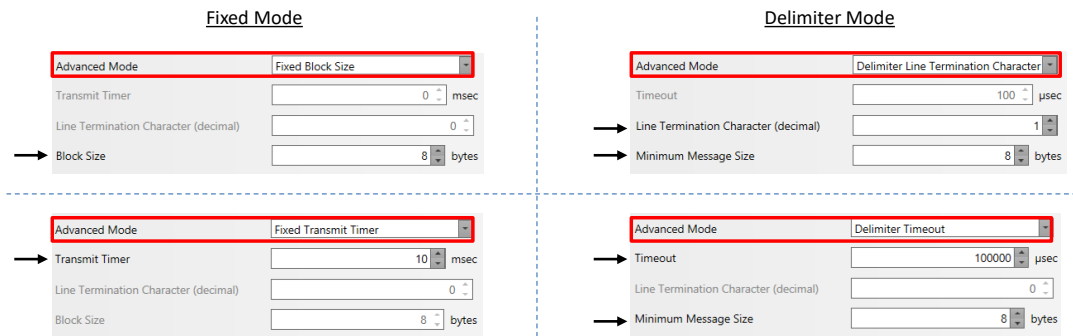 Fixed Mode
Advanced Mode Fixed Block Size
Transmit Timer 0 msec
Line Termination Character (decimal) 0
Block Size 8 bytes
Delimiter Mode
Advanced Mode Delimiter Line Termination Character
Timeout 100 µsec
Line Termination Character (decimal) 1
Minimum Message Size 8 bytes
Advanced Mode Fixed Transmit Timer
Transmit Timer 10 msec
Line Termination Character (decimal) 0
Block Size 8 bytes
Advanced Mode Delimiter Timeout
Timeout 100000 µsec
Line Termination Character (decimal) 0
Minimum Message Size 8 bytes